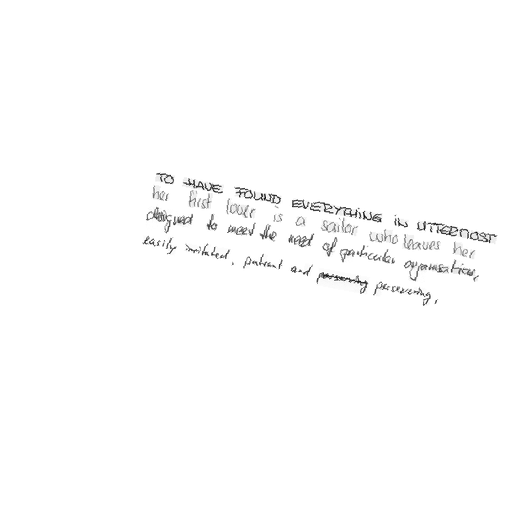 TO HAVE FOUND EVERYTHING IN UTTERMOST
her first lover is a sailor who leaves her
designed to meet the need of particular organisation,
easily irritated, patient and persevering,